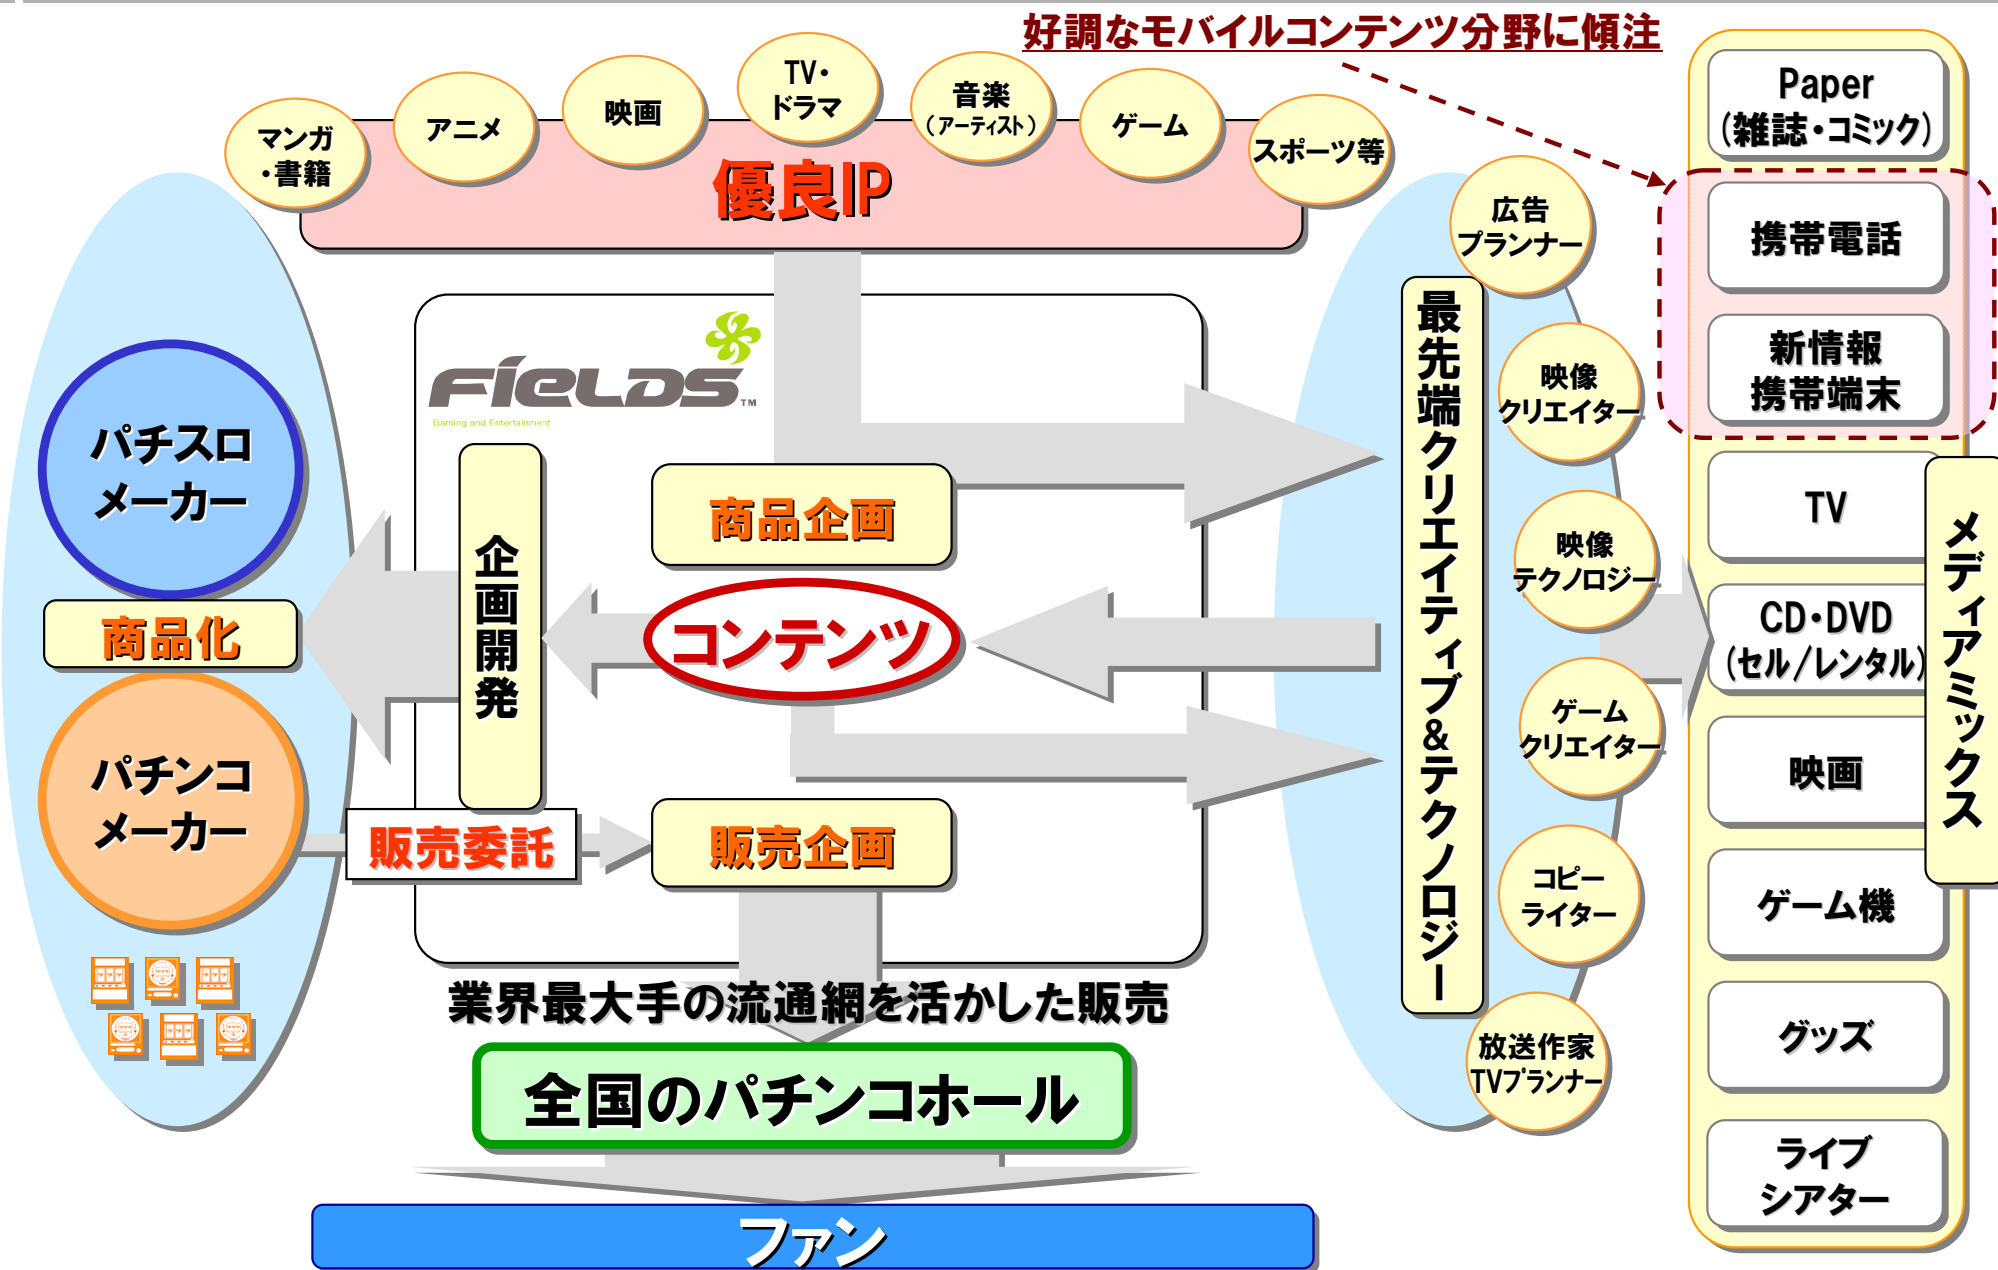 好調なモバイルコンテンツ分野に傾注
マンガ
・書籍
アニメ
映画
TV・
ドラマ
音楽
(アーティスト)
ゲーム
スポーツ等
優良IP
FIELDS
TM
Gaming and Entertainment
パチスロ
メーカー
商品化
パチンコ
メーカー
企画開発
商品企画
コンテンツ
販売委託
販売企画
業界最大手の流通網を活かした販売
全国のパチンコホール
ファン
最先端クリエイティブ&テクノロジー
広告
プランナー
映像
クリエイター
映像
テクノロジー
ゲーム
クリエイター
コピー
ライター
放送作家
TVプランナー
Paper
(雑誌・コミック)
携帯電話
新情報
携帯端末
TV
CD・DVD
(セル/レンタル)
映画
ゲーム機
グッズ
ライブ
シアター
メディアミックス